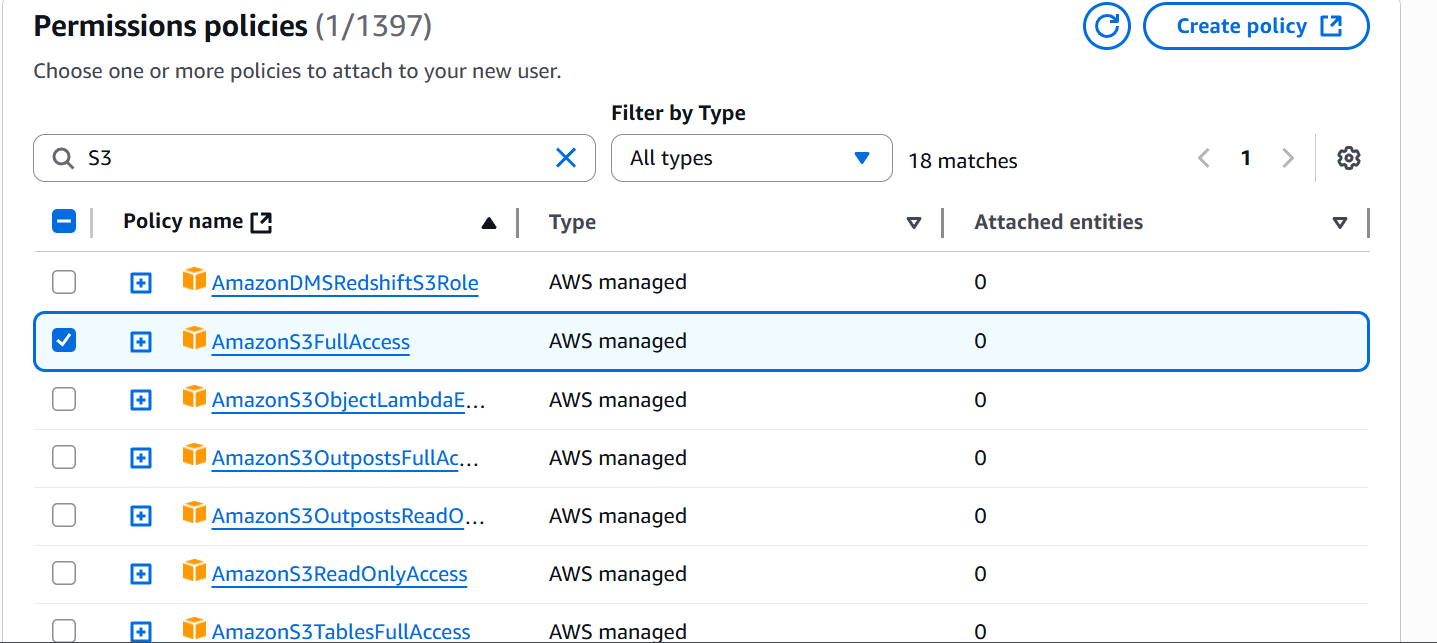 Permissions policies (1/1397)
Create policy
Choose one or more policies to attach to your new user.
Filter by Type
S3
All types
18 matches
1
Policy name
Type
Attached entities
AmazonDMSRedshiftS3Role AWS managed 0
AmazonS3FullAccess AWS managed 0
AmazonS3ObjectLambdaE... AWS managed 0
AmazonS3OutpostsFullAc... AWS managed 0
AmazonS3OutpostsReadO... AWS managed 0
AmazonS3ReadOnlyAccess AWS managed 0
AmazonS3TablesFullAccess AWS managed 0